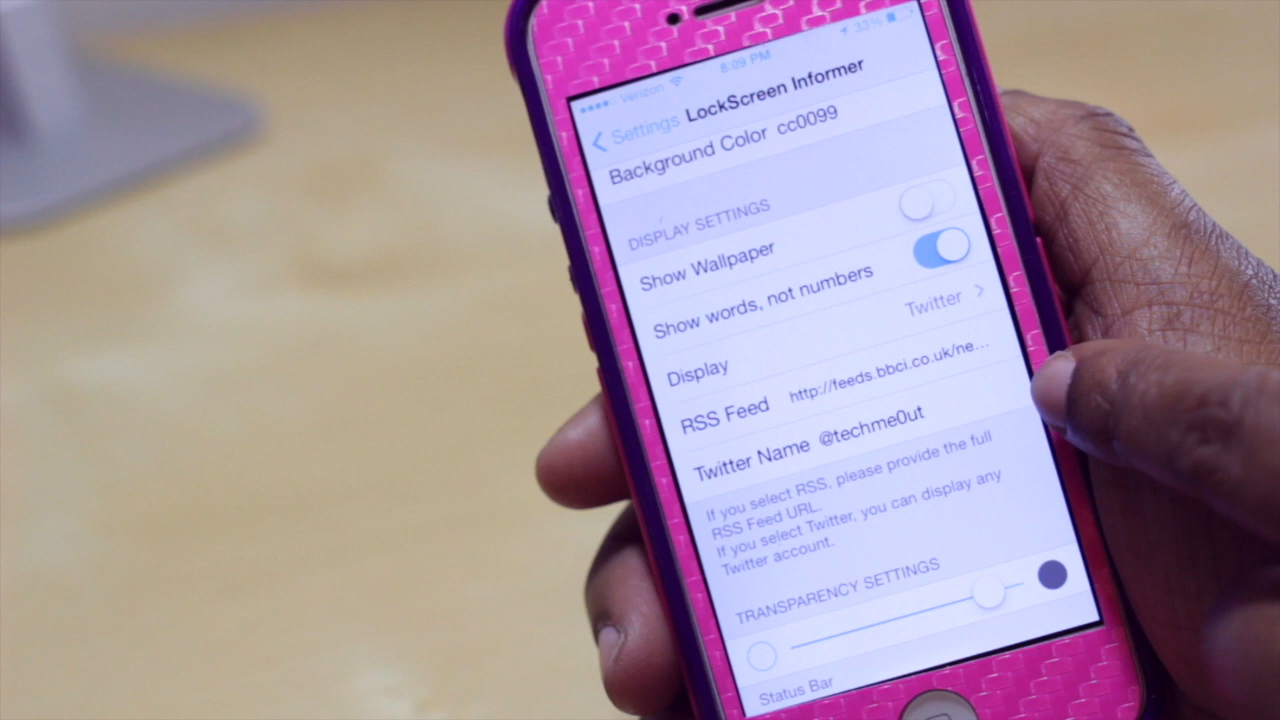 Verizon 8:09 PM 33%
Settings LockScreen Informer
Background Color cc0099
DISPLAY SETTINGS
Show Wallpaper
Show words, not numbers
Display Twitter
RSS Feed http://feeds.bbci.co.uk/ne...
Twitter Name @techme0ut
If you select RSS, please provide the full
RSS Feed URL.
If you select Twitter, you can display any
Twitter account.
TRANSPARENCY SETTINGS
Status Bar